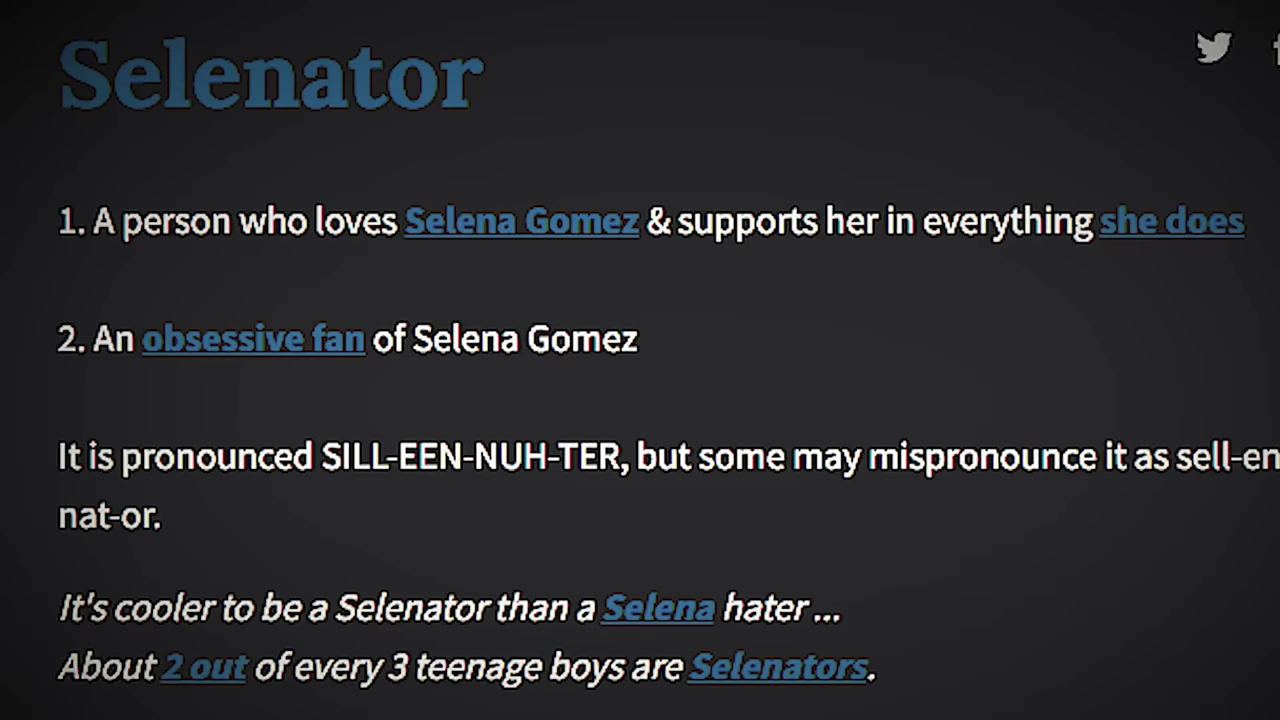 Selenator
1. A person who loves Selena Gomez & supports her in everything she does
2. An obsessive fan of Selena Gomez
It is pronounced SILL-EEN-NUH-TER, but some may mispronounce it as sell-en
nat-or.
It's cooler to be a Selenator than a Selena hater ...
About 2 out of every 3 teenage boys are Selenators.